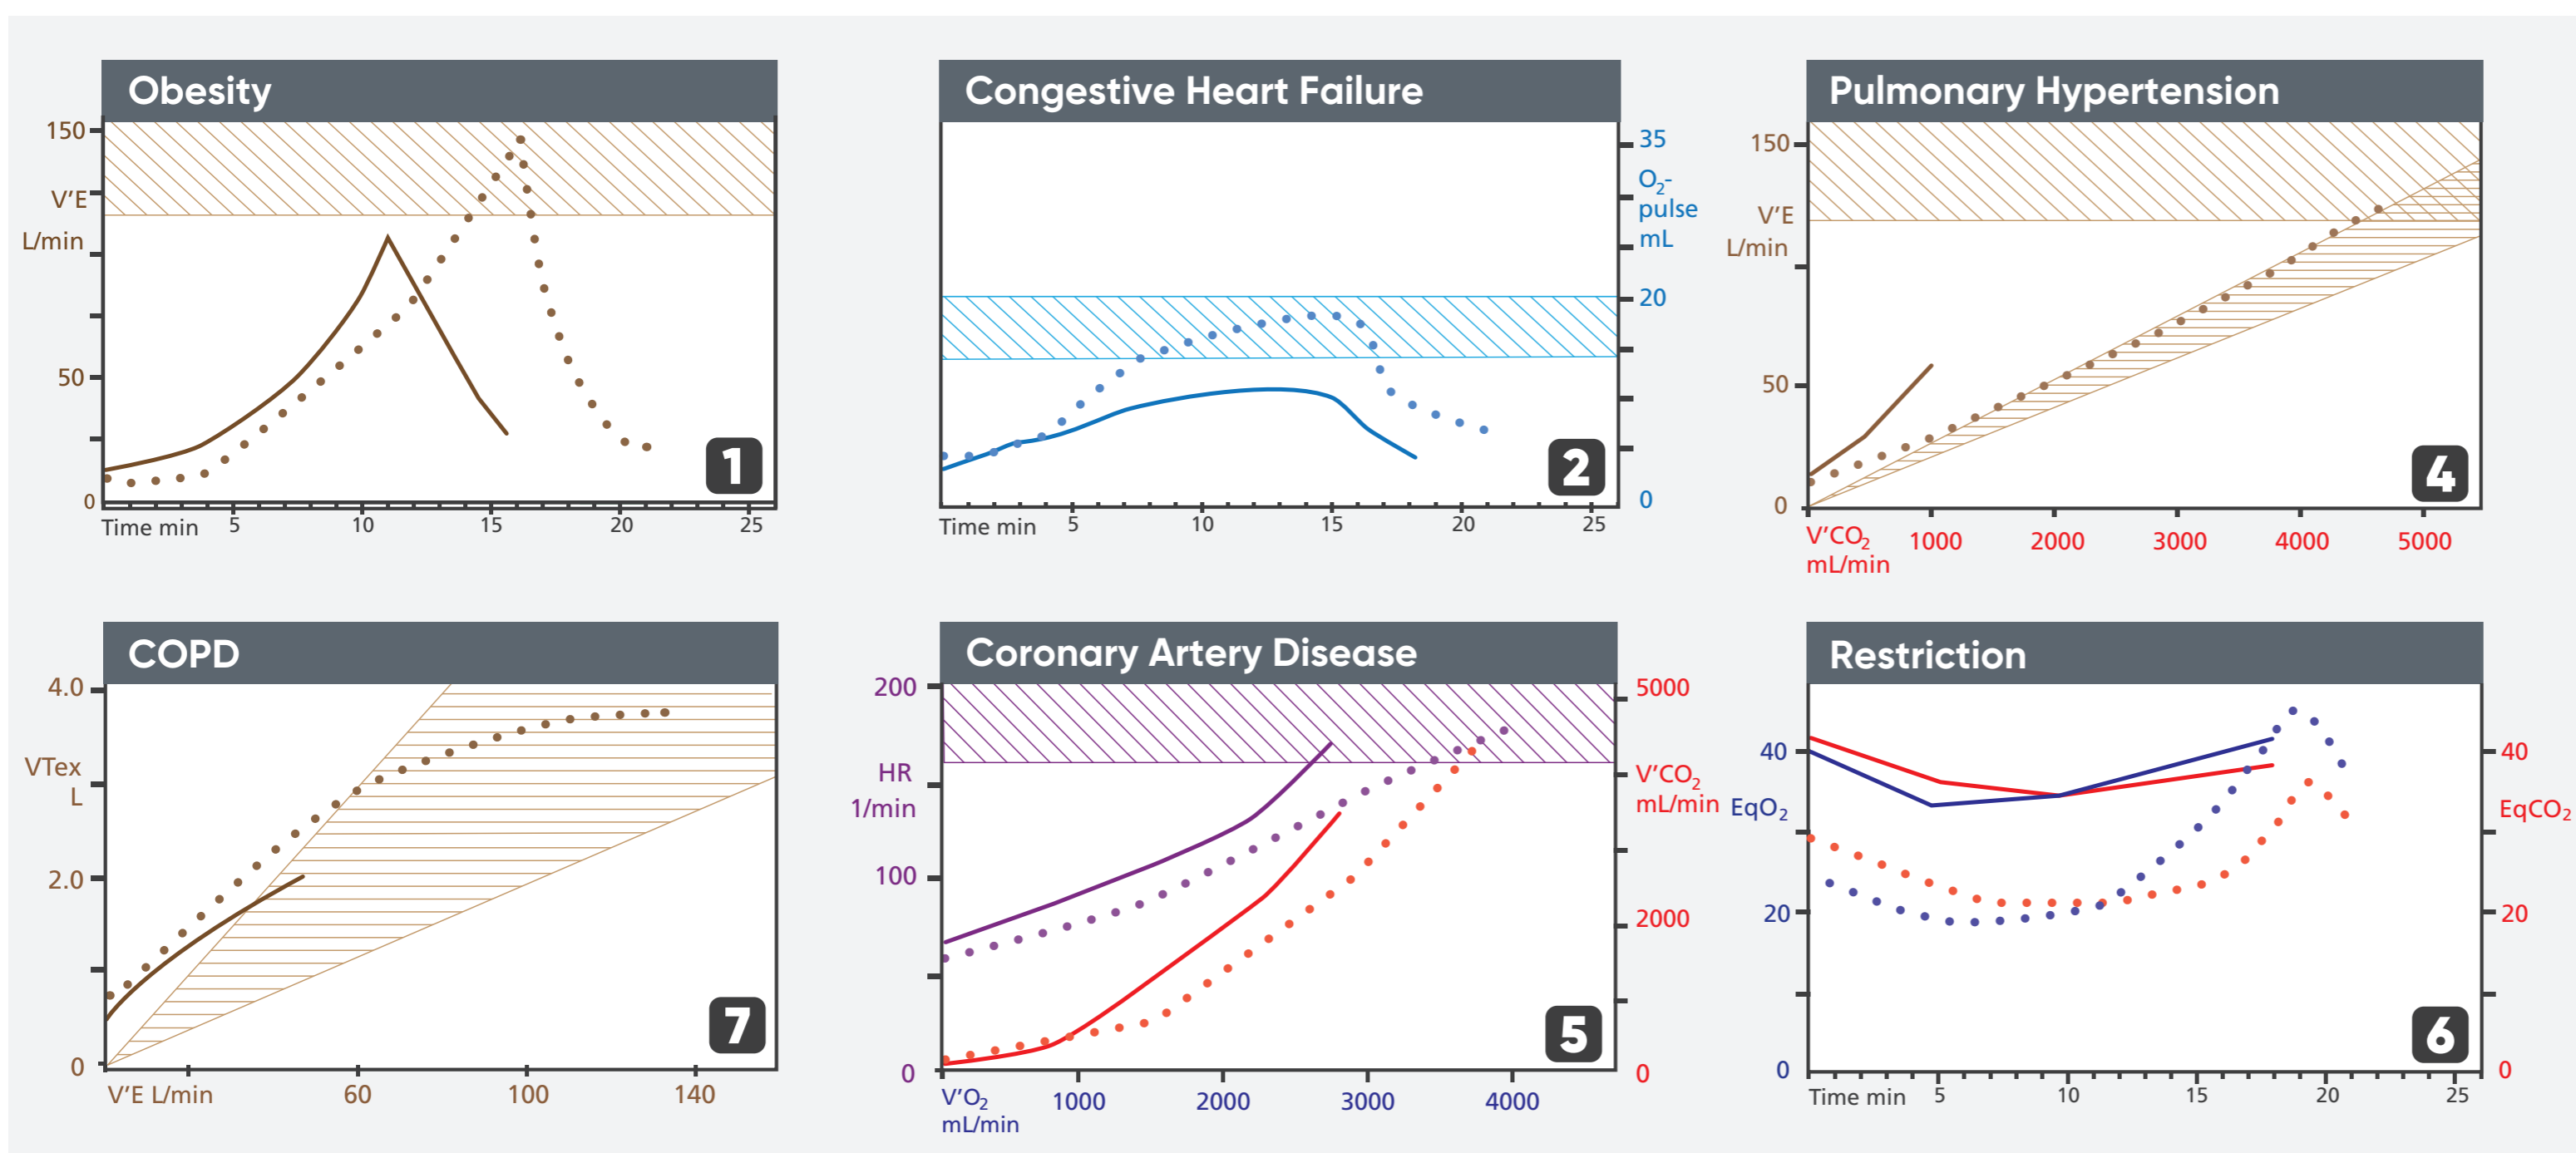 Obesity
150
V'E
L/min
50
0
Time min 5 10 15 20 25
1
Congestive Heart Failure
35
O₂-
pulse
mL
20
0
Time min 5 10 15 20 25
2
Pulmonary Hypertension
150
V'E
L/min
50
0
V'CO₂ 1000 2000 3000 4000 5000
mL/min
4
COPD
4.0
VTex
L
2.0
0
V'E L/min 60 100 140
7
Coronary Artery Disease
200
HR
1/min
100
0
5000
V'CO₂
mL/min
2000
0
V'O₂ 1000 2000 3000 4000
mL/min
5
Restriction
40
EqO₂
20
0
40
EqCO₂
20
0
Time min 5 10 15 20 25
6